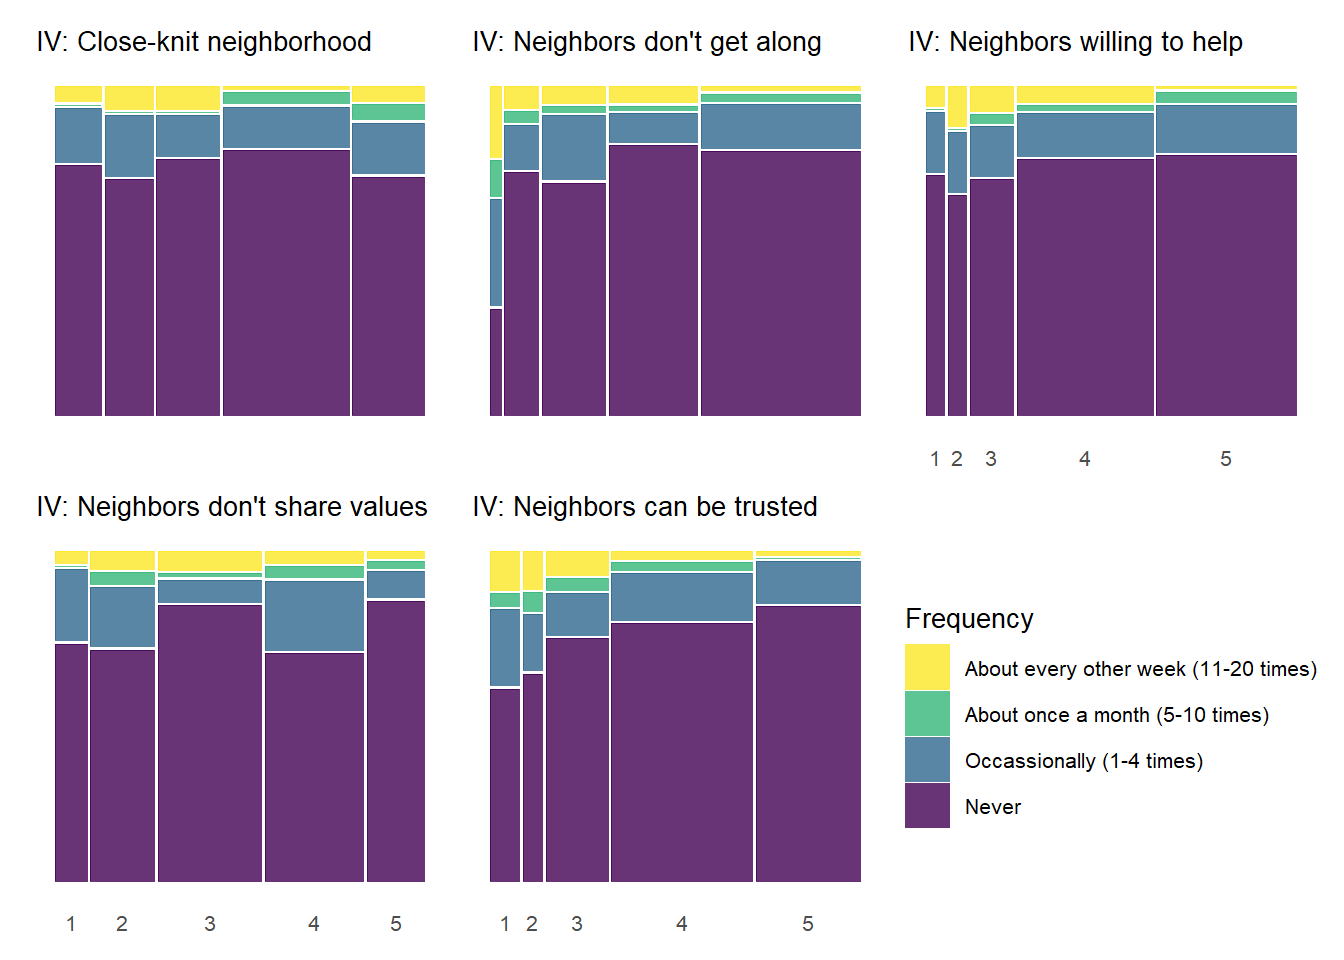 IV: Close-knit neighborhood
IV: Neighbors don't get along
IV: Neighbors willing to help
1 2 3 4 5
IV: Neighbors don't share values
IV: Neighbors can be trusted
1 2 3 4 5
1 2 3 4 5
Frequency
About every other week (11-20 times)
About once a month (5-10 times)
Occassionally (1-4 times)
Never